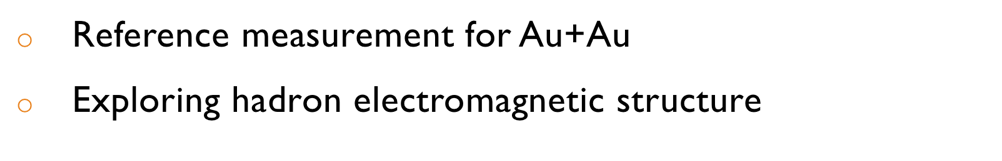 Reference measurement for Au+Au
Exploring hadron electromagnetic structure